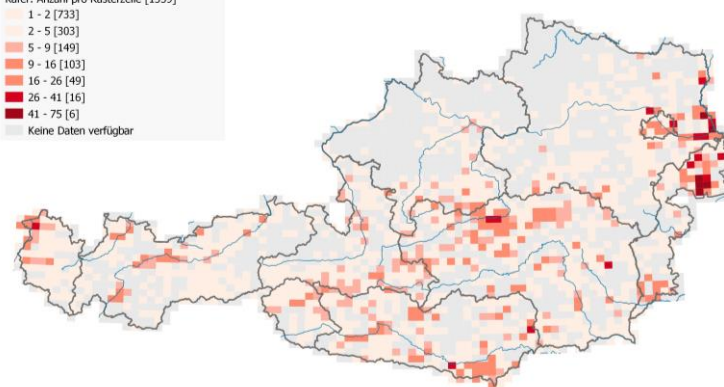 Käfer: Anzahl pro Rasterzelle [1359]
1 - 2 [733]
2 - 5 [303]
5 - 9 [149]
9 - 16 [103]
16 - 26 [49]
26 - 41 [16]
41 - 75 [6]
Keine Daten verfügbar